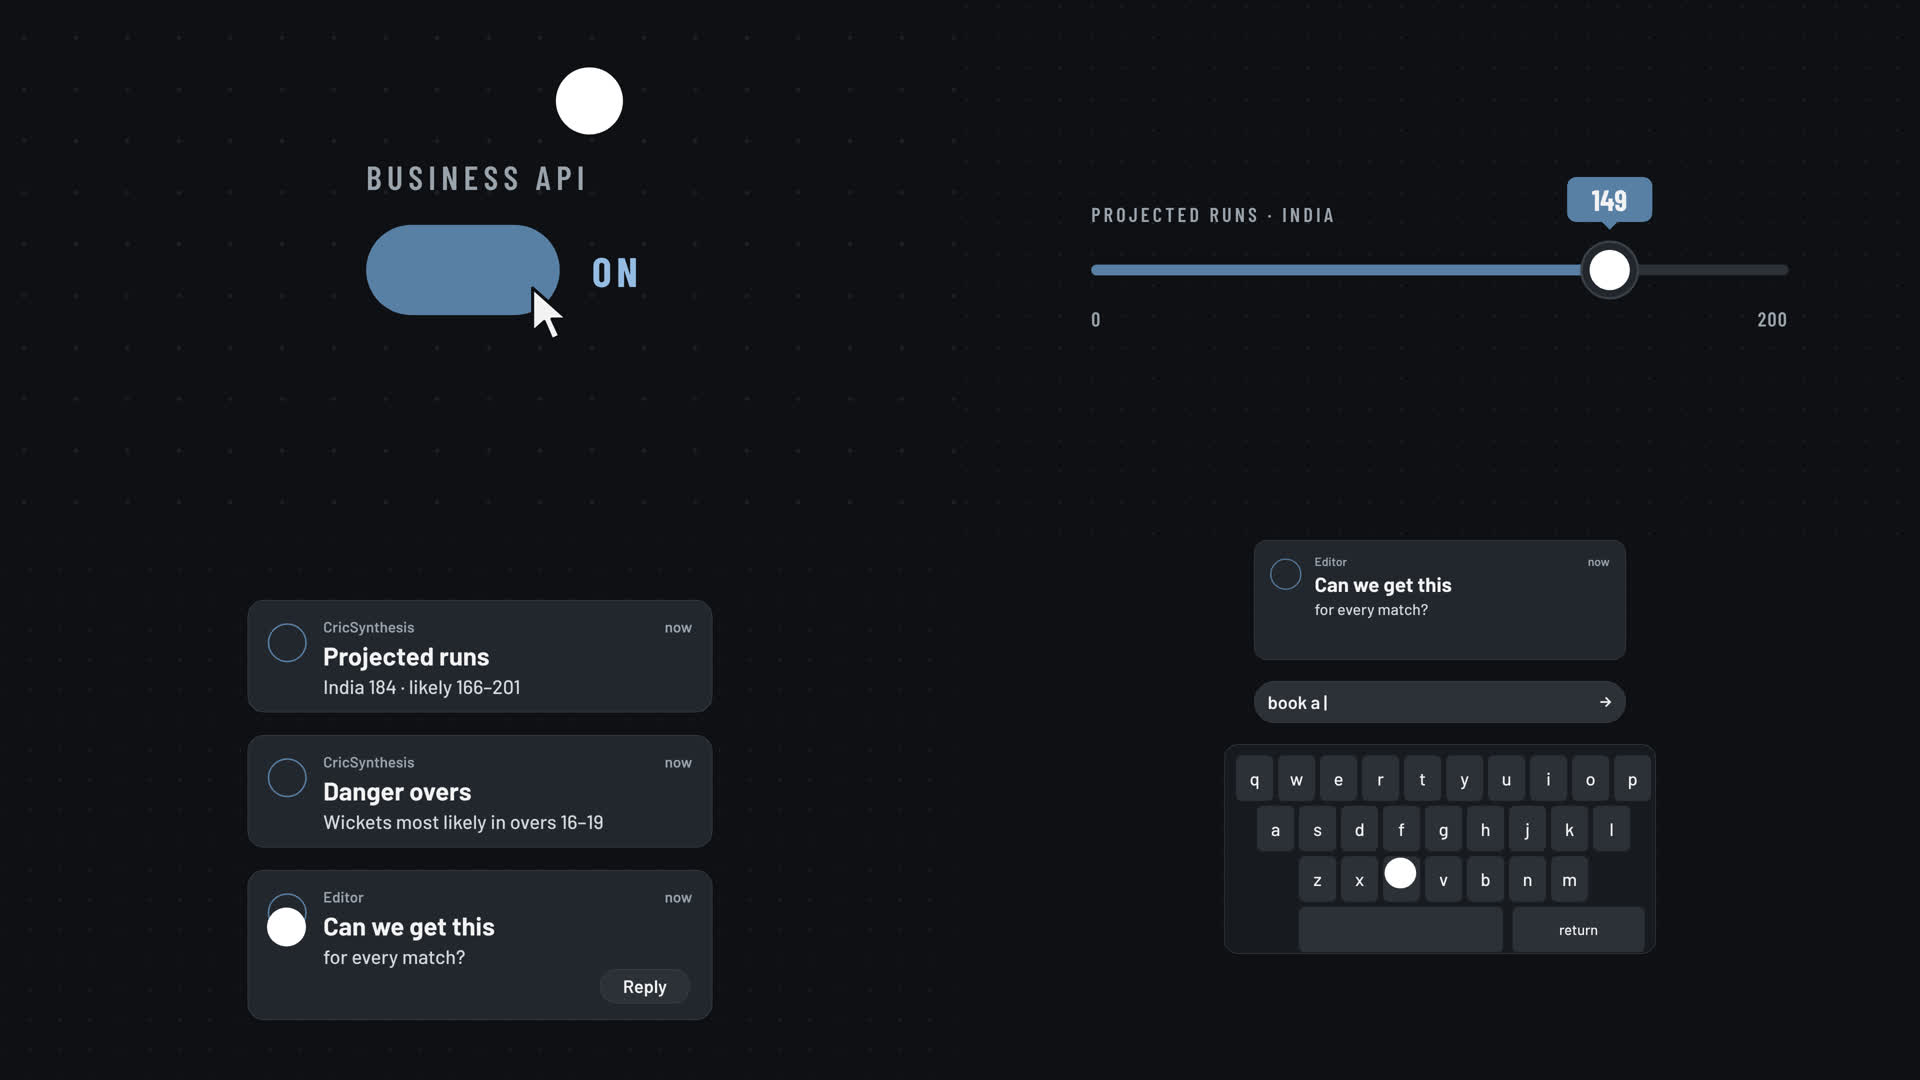 BUSINESS API
ON
PROJECTED RUNS · INDIA
149
0
200
CricSynthesis
now
Projected runs
India 184 · likely 166–201
CricSynthesis
now
Danger overs
Wickets most likely in overs 16–19
Editor
now
Can we get this
for every match?
Reply
Editor
now
Can we get this
for every match?
book a
q w e r t y u i o p
a s d f g h j k l
z x v b n m
return